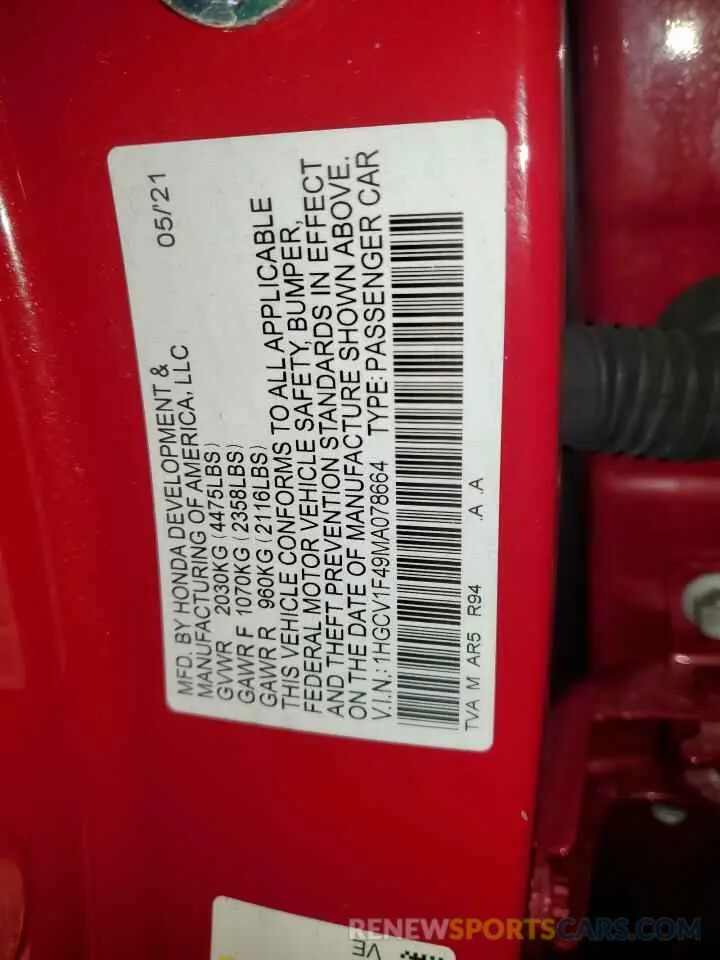 MFD. BY HONDA DEVELOPMENT & 05/'21
MANUFACTURING OF AMERICA, LLC
GVWR 2030KG (4475LBS)
GAWR F 1070KG (2358LBS)
GAWR R 960KG (2116LBS)
THIS VEHICLE CONFORMS TO ALL APPLICABLE
FEDERAL MOTOR VEHICLE SAFETY, BUMPER,
AND THEFT PREVENTION STANDARDS IN EFFECT
ON THE DATE OF MANUFACTURE SHOWN ABOVE.
V.I.N.: 1HGCV1F49MA078664 TYPE: PASSENGER CAR
TVA M AR5 R94 .A .A
RENEWSPORTSCARS.COM